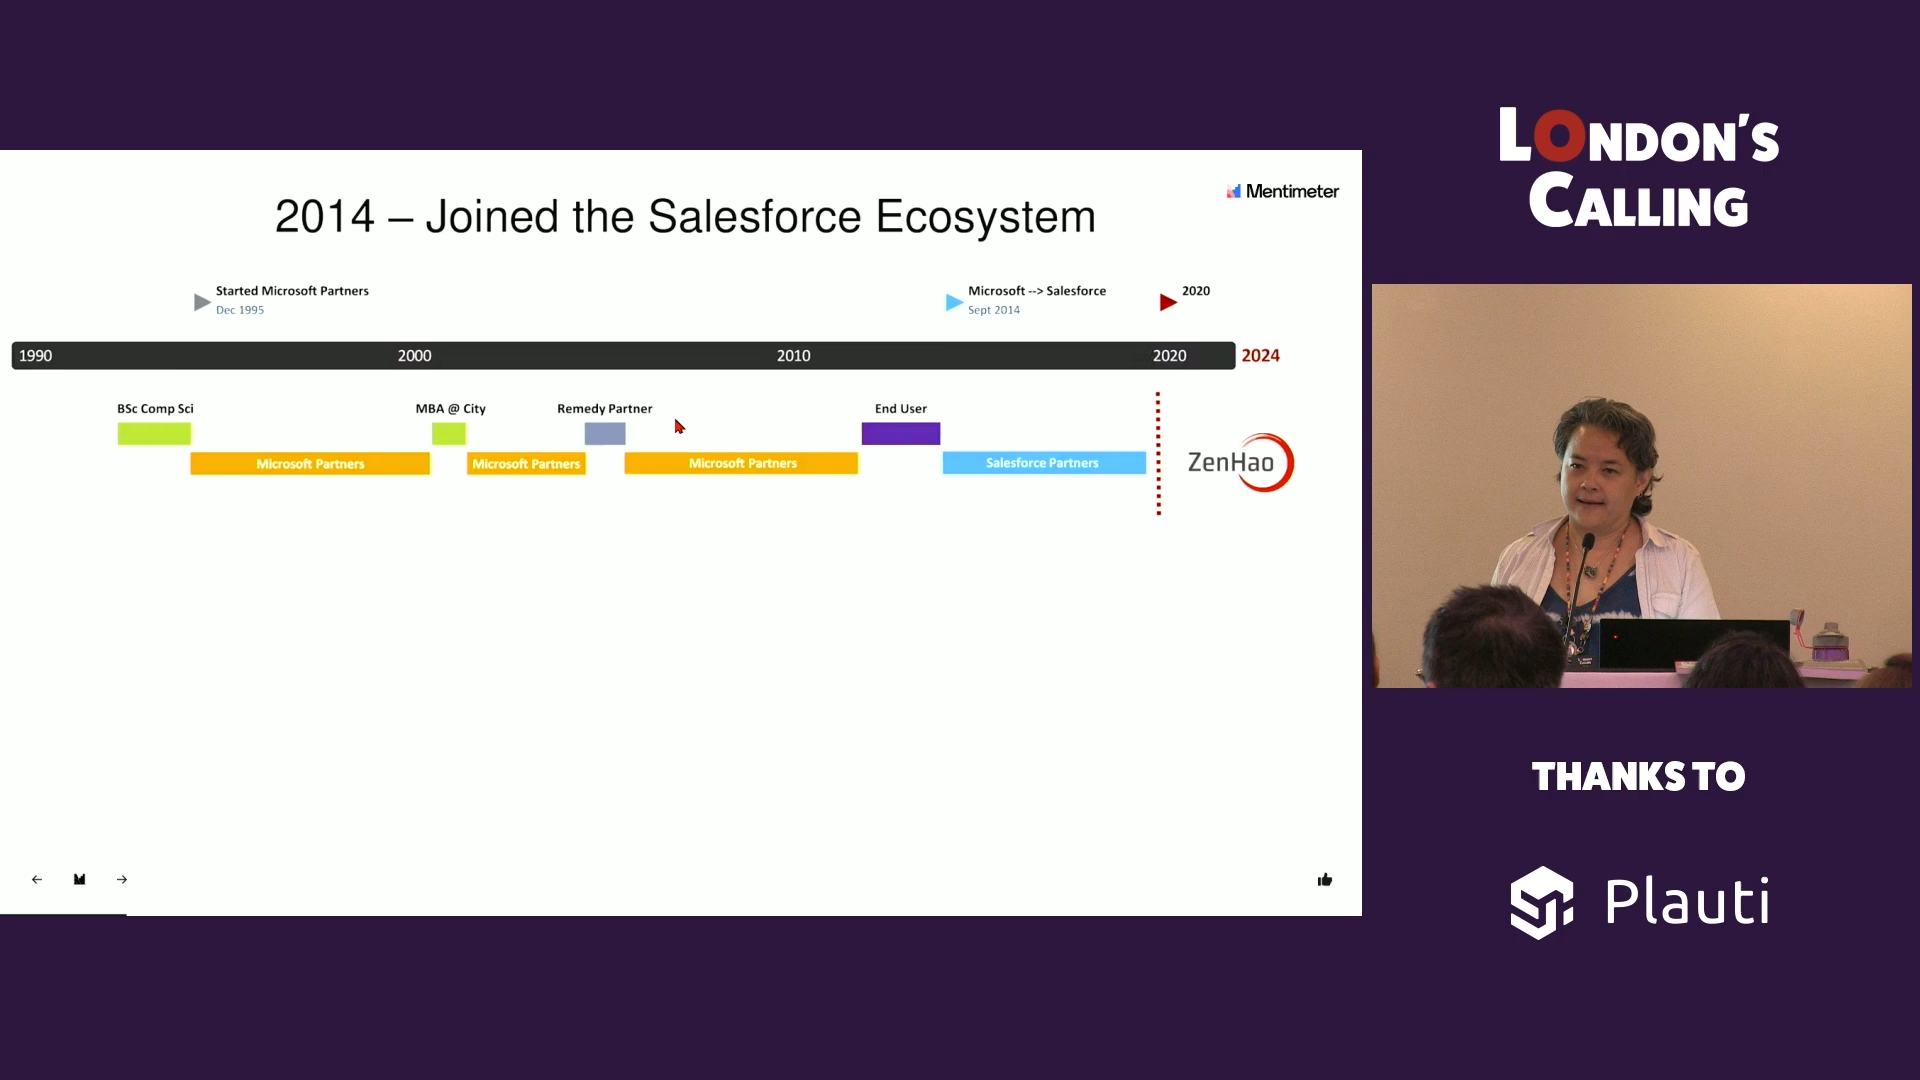 2014 – Joined the Salesforce Ecosystem
Mentimeter
Started Microsoft Partners
Dec 1995
Microsoft --> Salesforce
Sept 2014
2020
1990
2000
2010
2020
2024
BSc Comp Sci
MBA @ City
Remedy Partner
End User
Microsoft Partners
Microsoft Partners
Microsoft Partners
Salesforce Partners
ZenHao
LONDON'S
CALLING
THANKS TO
Plauti